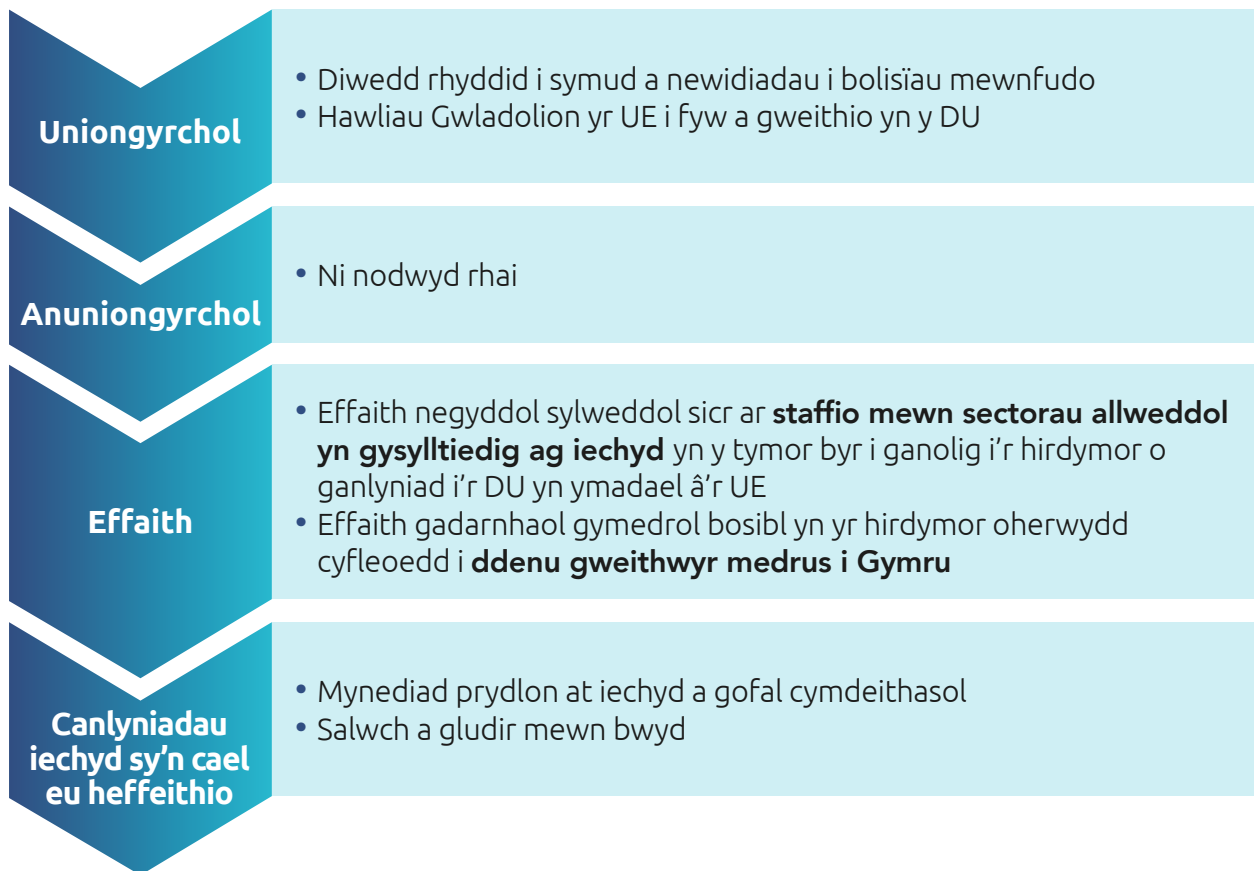 Uniongyrchol
• Diwedd rhyddid i symud a newidiadau i bolisïau mewnfudo
• Hawliau Gwladolion yr UE i fyw a gweithio yn y DU
Anuniongyrchol
• Ni nodwyd rhai
Effaith
• Effaith negyddol sylweddol sicr ar staffio mewn sectorau allweddol
yn gysylltiedig ag iechyd yn y tymor byr i ganolig i’r hirdymor o
ganlyniad i’r DU yn ymadael â’r UE
• Effaith gadarnhaol gymedrol bosibl yn yr hirdymor oherwydd
cyfleoedd i ddenu gweithwyr medrus i Gymru
Canlyniadau
iechyd sy’n cael
eu heffeithio
• Mynediad prydlon at iechyd a gofal cymdeithasol
• Salwch a gludir mewn bwyd